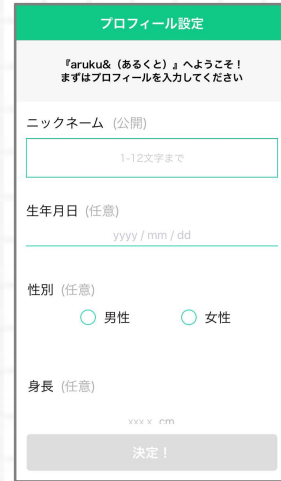 プロフィール設定
『aruku&（あるくと）』へようこそ！
まずはプロフィールを入力してください
ニックネーム (公開)
1-12文字まで
生年月日 (任意)
yyyy / mm / dd
性別 (任意)
男性 女性
身長 (任意)
xxx.x cm
決定！